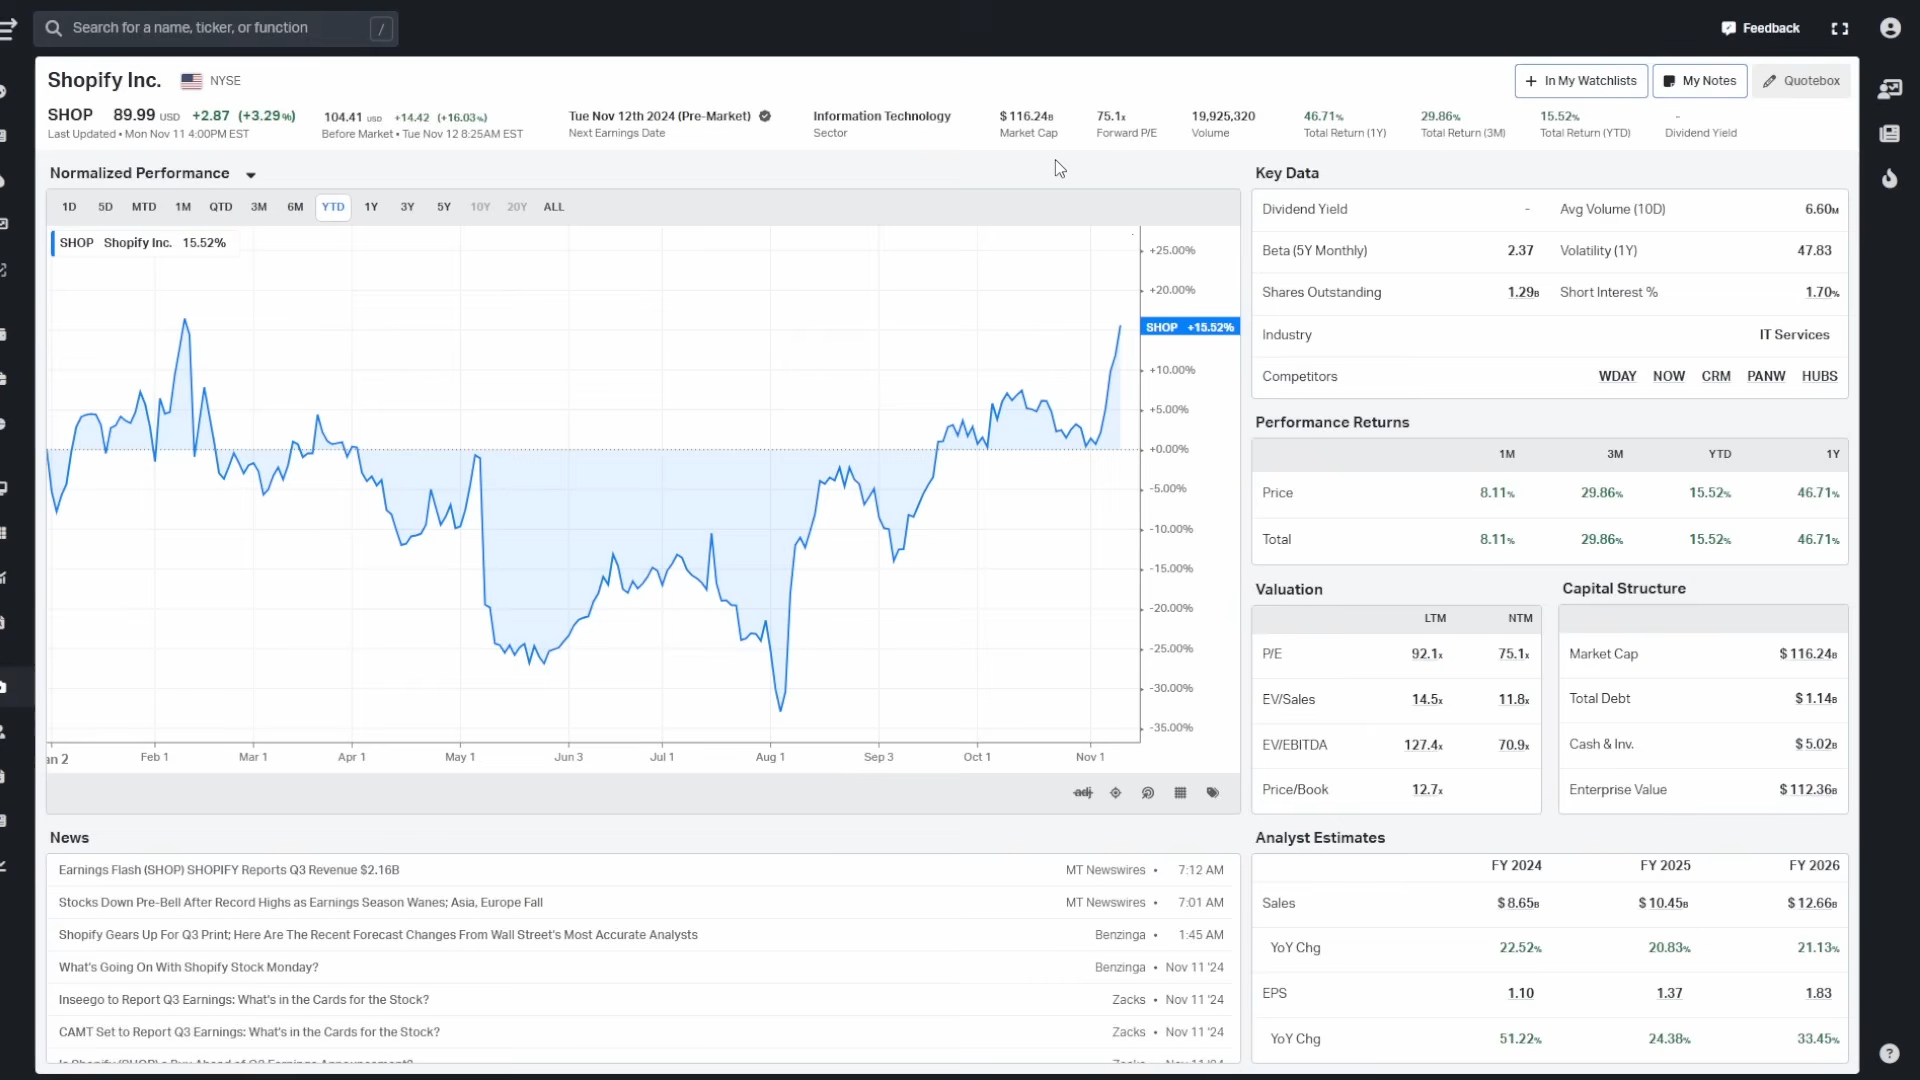 Search for a name, ticker, or function /
Feedback
Shopify Inc. NYSE
In My Watchlists My Notes Quotebox
SHOP 89.99 USD +2.87 (+3.29%)
Last Updated • Mon Nov 11 4:00PM EST
104.41 USD +14.42 (+16.03%)
Before Market • Tue Nov 12 8:25AM EST
Tue Nov 12th 2024 (Pre-Market)
Next Earnings Date
Information Technology
Sector
$116.24B
Market Cap
75.1x
Forward P/E
19,925,320
Volume
46.71%
Total Return (1Y)
29.86%
Total Return (3M)
15.52%
Total Return (YTD)
-
Dividend Yield
Normalized Performance
1D 5D MTD 1M QTD 3M 6M YTD 1Y 3Y 5Y 10Y 20Y ALL
SHOP Shopify Inc. 15.52%
+25.00%
+20.00%
SHOP +15.52%
+10.00%
+5.00%
+0.00%
-5.00%
-10.00%
-15.00%
-20.00%
-25.00%
-30.00%
-35.00%
an 2 Feb 1 Mar 1 Apr 1 May 1 Jun 3 Jul 1 Aug 1 Sep 3 Oct 1 Nov 1
adj
Key Data
Dividend Yield - Avg Volume (10D) 6.60M
Beta (5Y Monthly) 2.37 Volatility (1Y) 47.83
Shares Outstanding 1.29B Short Interest % 1.70%
Industry IT Services
Competitors WDAY NOW CRM PANW HUBS
Performance Returns
1M 3M YTD 1Y
Price 8.11% 29.86% 15.52% 46.71%
Total 8.11% 29.86% 15.52% 46.71%
Valuation
LTM NTM
P/E 92.1x 75.1x
EV/Sales 14.5x 11.8x
EV/EBITDA 127.4x 70.9x
Price/Book 12.7x
Capital Structure
Market Cap $116.24B
Total Debt $1.14B
Cash & Inv. $5.02B
Enterprise Value $112.36B
News
Earnings Flash (SHOP) SHOPIFY Reports Q3 Revenue $2.16B MT Newswires • 7:12 AM
Stocks Down Pre-Bell After Record Highs as Earnings Season Wanes; Asia, Europe Fall MT Newswires • 7:01 AM
Shopify Gears Up For Q3 Print; Here Are The Recent Forecast Changes From Wall Street's Most Accurate Analysts Benzinga • 1:45 AM
What's Going On With Shopify Stock Monday? Benzinga • Nov 11 '24
Inseego to Report Q3 Earnings: What's in the Cards for the Stock? Zacks • Nov 11 '24
CAMT Set to Report Q3 Earnings: What's in the Cards for the Stock? Zacks • Nov 11 '24
Is Shopify (SHOP) a Buy Ahead of Q3 Earnings Announcement? Zacks • Nov 11 '24
Analyst Estimates
FY 2024 FY 2025 FY 2026
Sales $8.65B $10.45B $12.66B
YoY Chg 22.52% 20.83% 21.13%
EPS 1.10 1.37 1.83
YoY Chg 51.22% 24.38% 33.45%
?